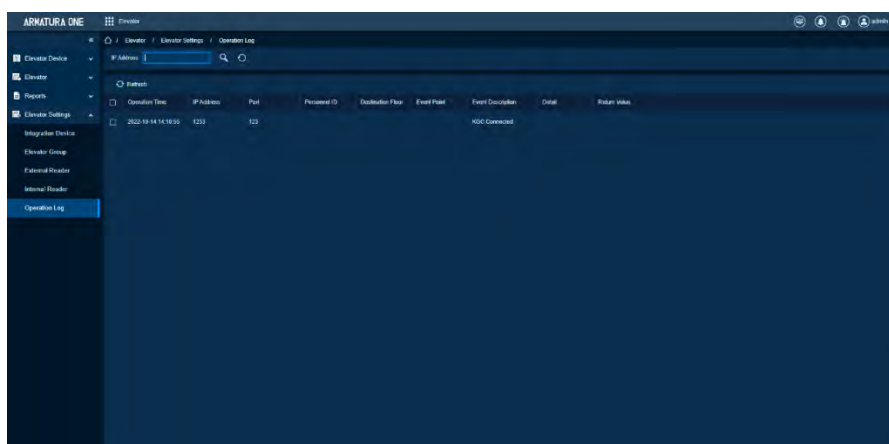 ARMATURA ONE
Elevator
admin
Elevator / Elevator Settings / Operation Log
Elevator Device
IP Address
Elevator
Refresh
Reports
Operation Time IP Address Port Personnel ID Destination Floor Event Point Event Description Detail Return Value
Elevator Settings
2022-10-14 14:10:55 1233 123 KGC Connected
Integration Device
Elevator Group
External Reader
Internal Reader
Operation Log